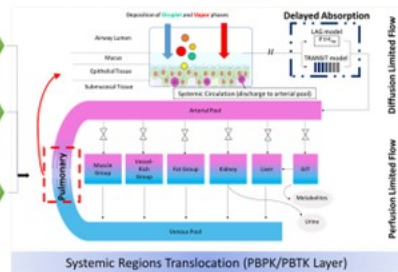 Deposition of Droplet and Vapor phases
Delayed Absorption
Airway Lumen
Mucus
Epithelial Tissue
Submucosal Tissue
H
LAG model
TRANSIT model
Diffusion Limited Flow
Systemic Circulation (discharge to arterial pool)
Arterial Pool
Pulmonary
Muscle Group
Vessel-Rich Group
Fat Group
Kidney
Liver
GIT
Metabolites
Urine
Venous Pool
Perfusion Limited Flow
Systemic Regions Translocation (PBPK/PBTK Layer)